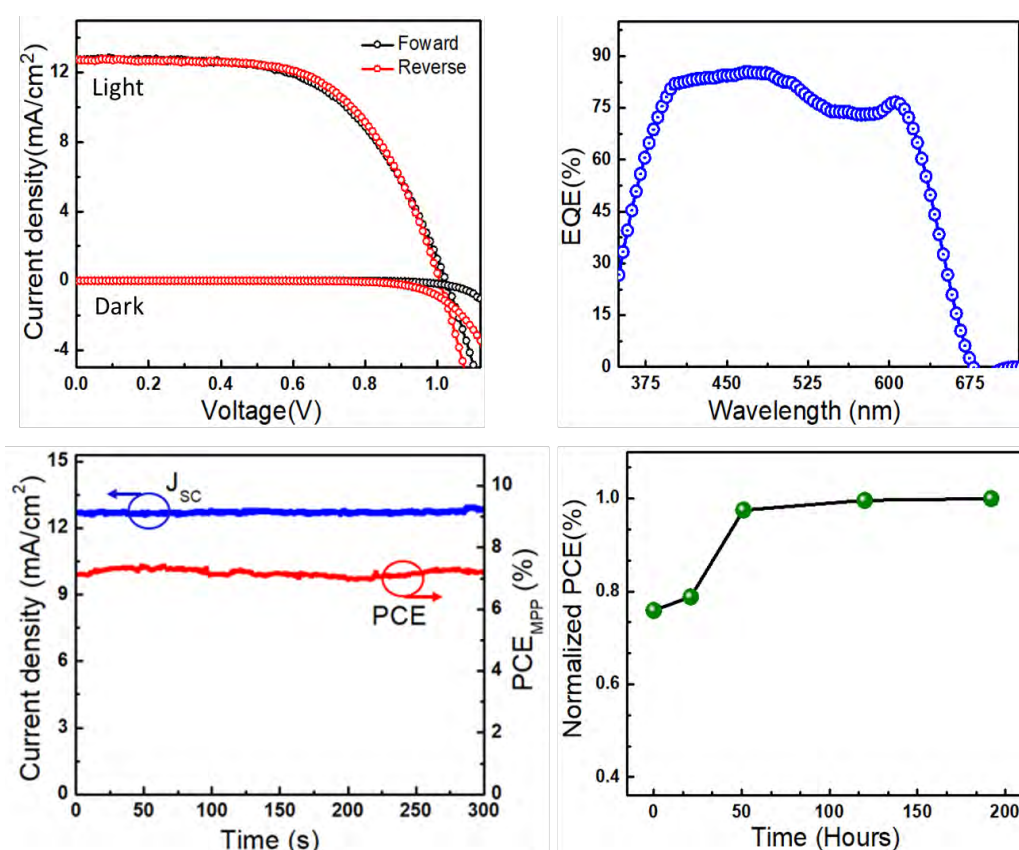 Current density(mA/cm²)
12
8
4
0
-4
Light
Dark
Foward
Reverse
0.0 0.2 0.4 0.6 0.8 1.0
Voltage(V)
EQE(%)
90
75
60
45
30
15
0
375 450 525 600 675
Wavelength (nm)
Current density (mA/cm²)
15
12
9
6
3
0
J_SC
PCE
10
8
6
4
2
0
PCE_MPP (%)
0 50 100 150 200 250 300
Time (s)
Normalized PCE(%)
1.0
0.8
0.6
0.4
0 50 100 150 200
Time (Hours)